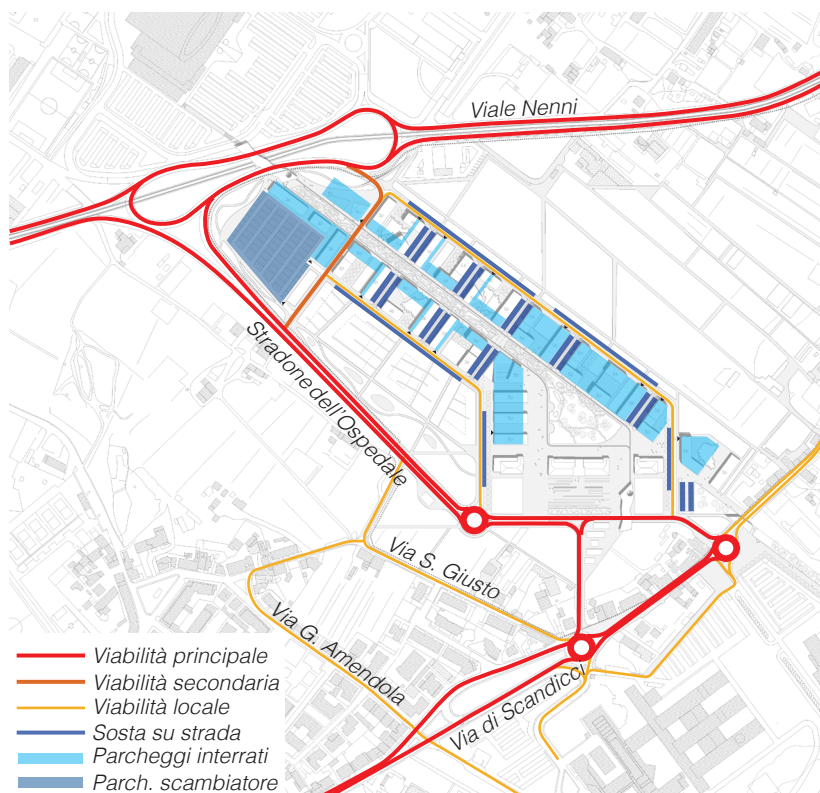 Viale Nenni
Stradone dell'Ospedale
Via S. Giusto
Via G. Amendola
Via di Scandicci
Viabilità principale
Viabilità secondaria
Viabilità locale
Sosta su strada
Parcheggi interrati
Parch. scambiatore